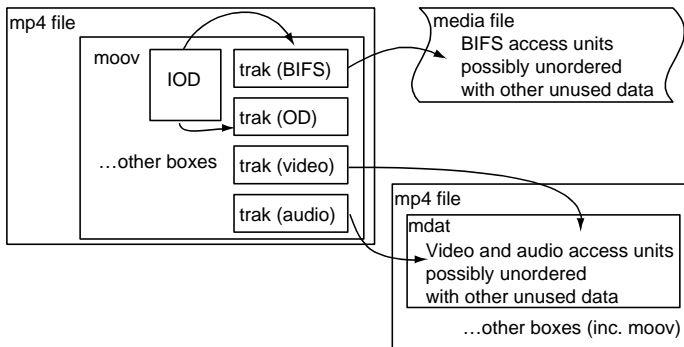 mp4 file
moov
IOD
trak (BIFS)
trak (OD)
…other boxes
trak (video)
trak (audio)
media file
BIFS access units
possibly unordered
with other unused data
mp4 file
mdat
Video and audio access units
possibly unordered
with other unused data
…other boxes (inc. moov)